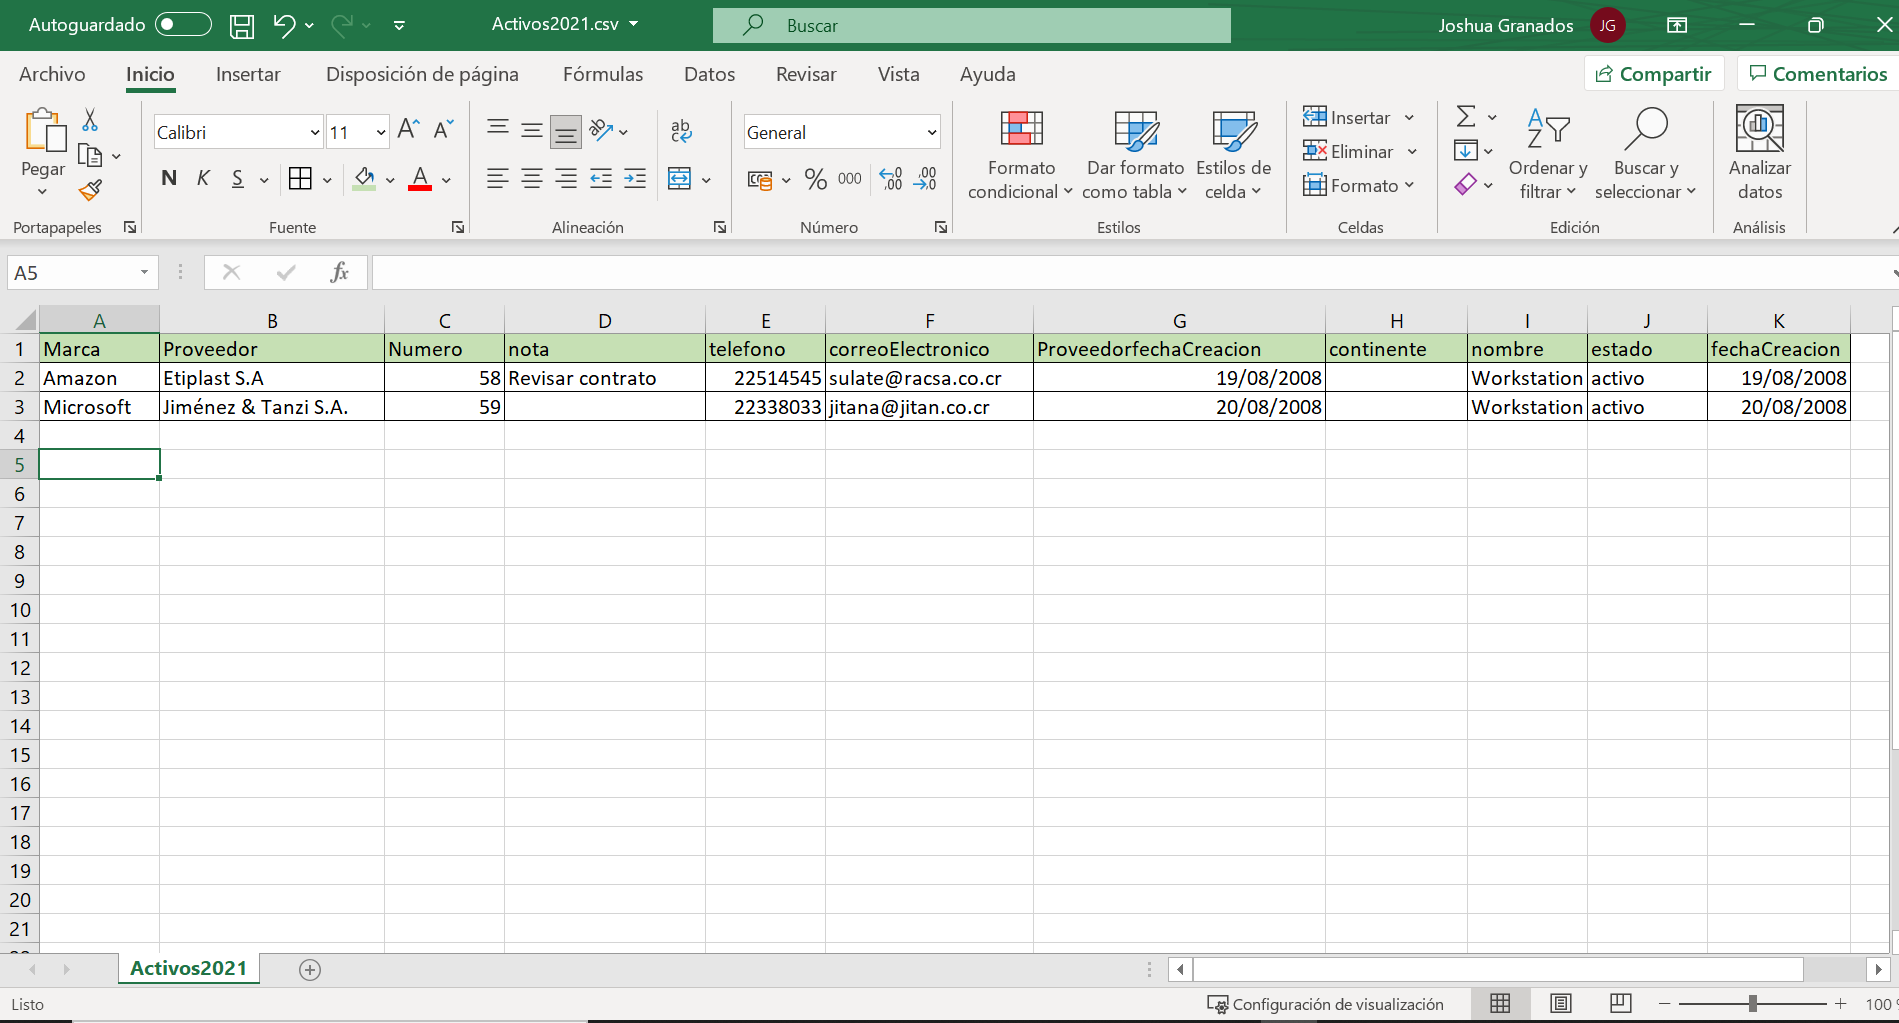 Autoguardado Activos2021.csv Buscar Joshua Granados JG
Archivo Inicio Insertar Disposición de página Fórmulas Datos Revisar Vista Ayuda Compartir Comentarios
Pegar
Portapapeles
Calibri 11
N K S A
Fuente
ab
Alineación
General
% 000
Número
Formato condicional
Dar formato como tabla
Estilos de celda
Estilos
Insertar
Eliminar
Formato
Celdas
Ordenar y filtrar
Buscar y seleccionar
Edición
Analizar datos
Análisis
A5 fx
A B C D E F G H I J K
1 Marca Proveedor Numero nota telefono correoElectronico ProveedorfechaCreacion continente nombre estado fechaCreacion
2 Amazon Etiplast S.A 58 Revisar contrato 22514545 sulate@racsa.co.cr 19/08/2008 Workstation activo 19/08/2008
3 Microsoft Jiménez & Tanzi S.A. 59 22338033 jitana@jitan.co.cr 20/08/2008 Workstation activo 20/08/2008
4
5
6
7
8
9
10
11
12
13
14
15
16
17
18
19
20
21
Activos2021
Listo Configuración de visualización 100